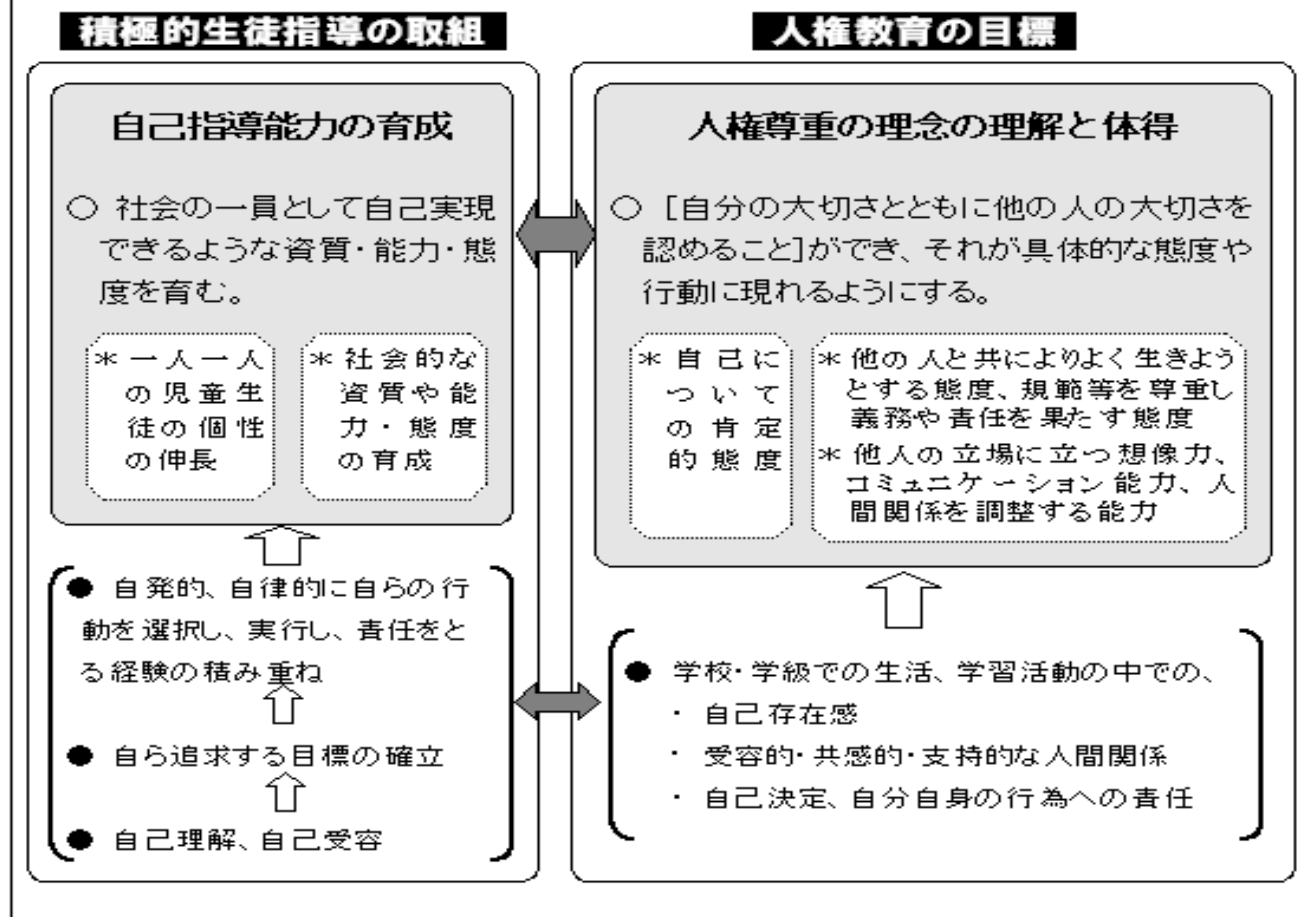 積極的生徒指導の取組
自己指導能力の育成
○ 社会の一員として自己実現
できるような資質・能力・態
度を育む。
＊一人一人
の児童生
徒の個性
の伸長
＊社会的な
資質や能
力・態度
の育成
● 自発的、自律的に自らの行
動を選択し、実行し、責任をと
る経験の積み重ね
● 自ら追求する目標の確立
● 自己理解、自己受容
人権教育の目標
人権尊重の理念の理解と体得
○ [自分の大切さとともに他の人の大切さを
認めること]ができ、それが具体的な態度や
行動に現れるようにする。
＊自己に
ついて
の肯定
的態度
＊他の人と共によりよく生きよう
とする態度、規範等を尊重し
義務や責任を果たす態度
＊他人の立場に立つ想像力、
コミュニケーション能力、人
間関係を調整する能力
● 学校・学級での生活、学習活動の中での、
・ 自己存在感
・ 受容的・共感的・支持的な人間関係
・ 自己決定、自分自身の行為への責任